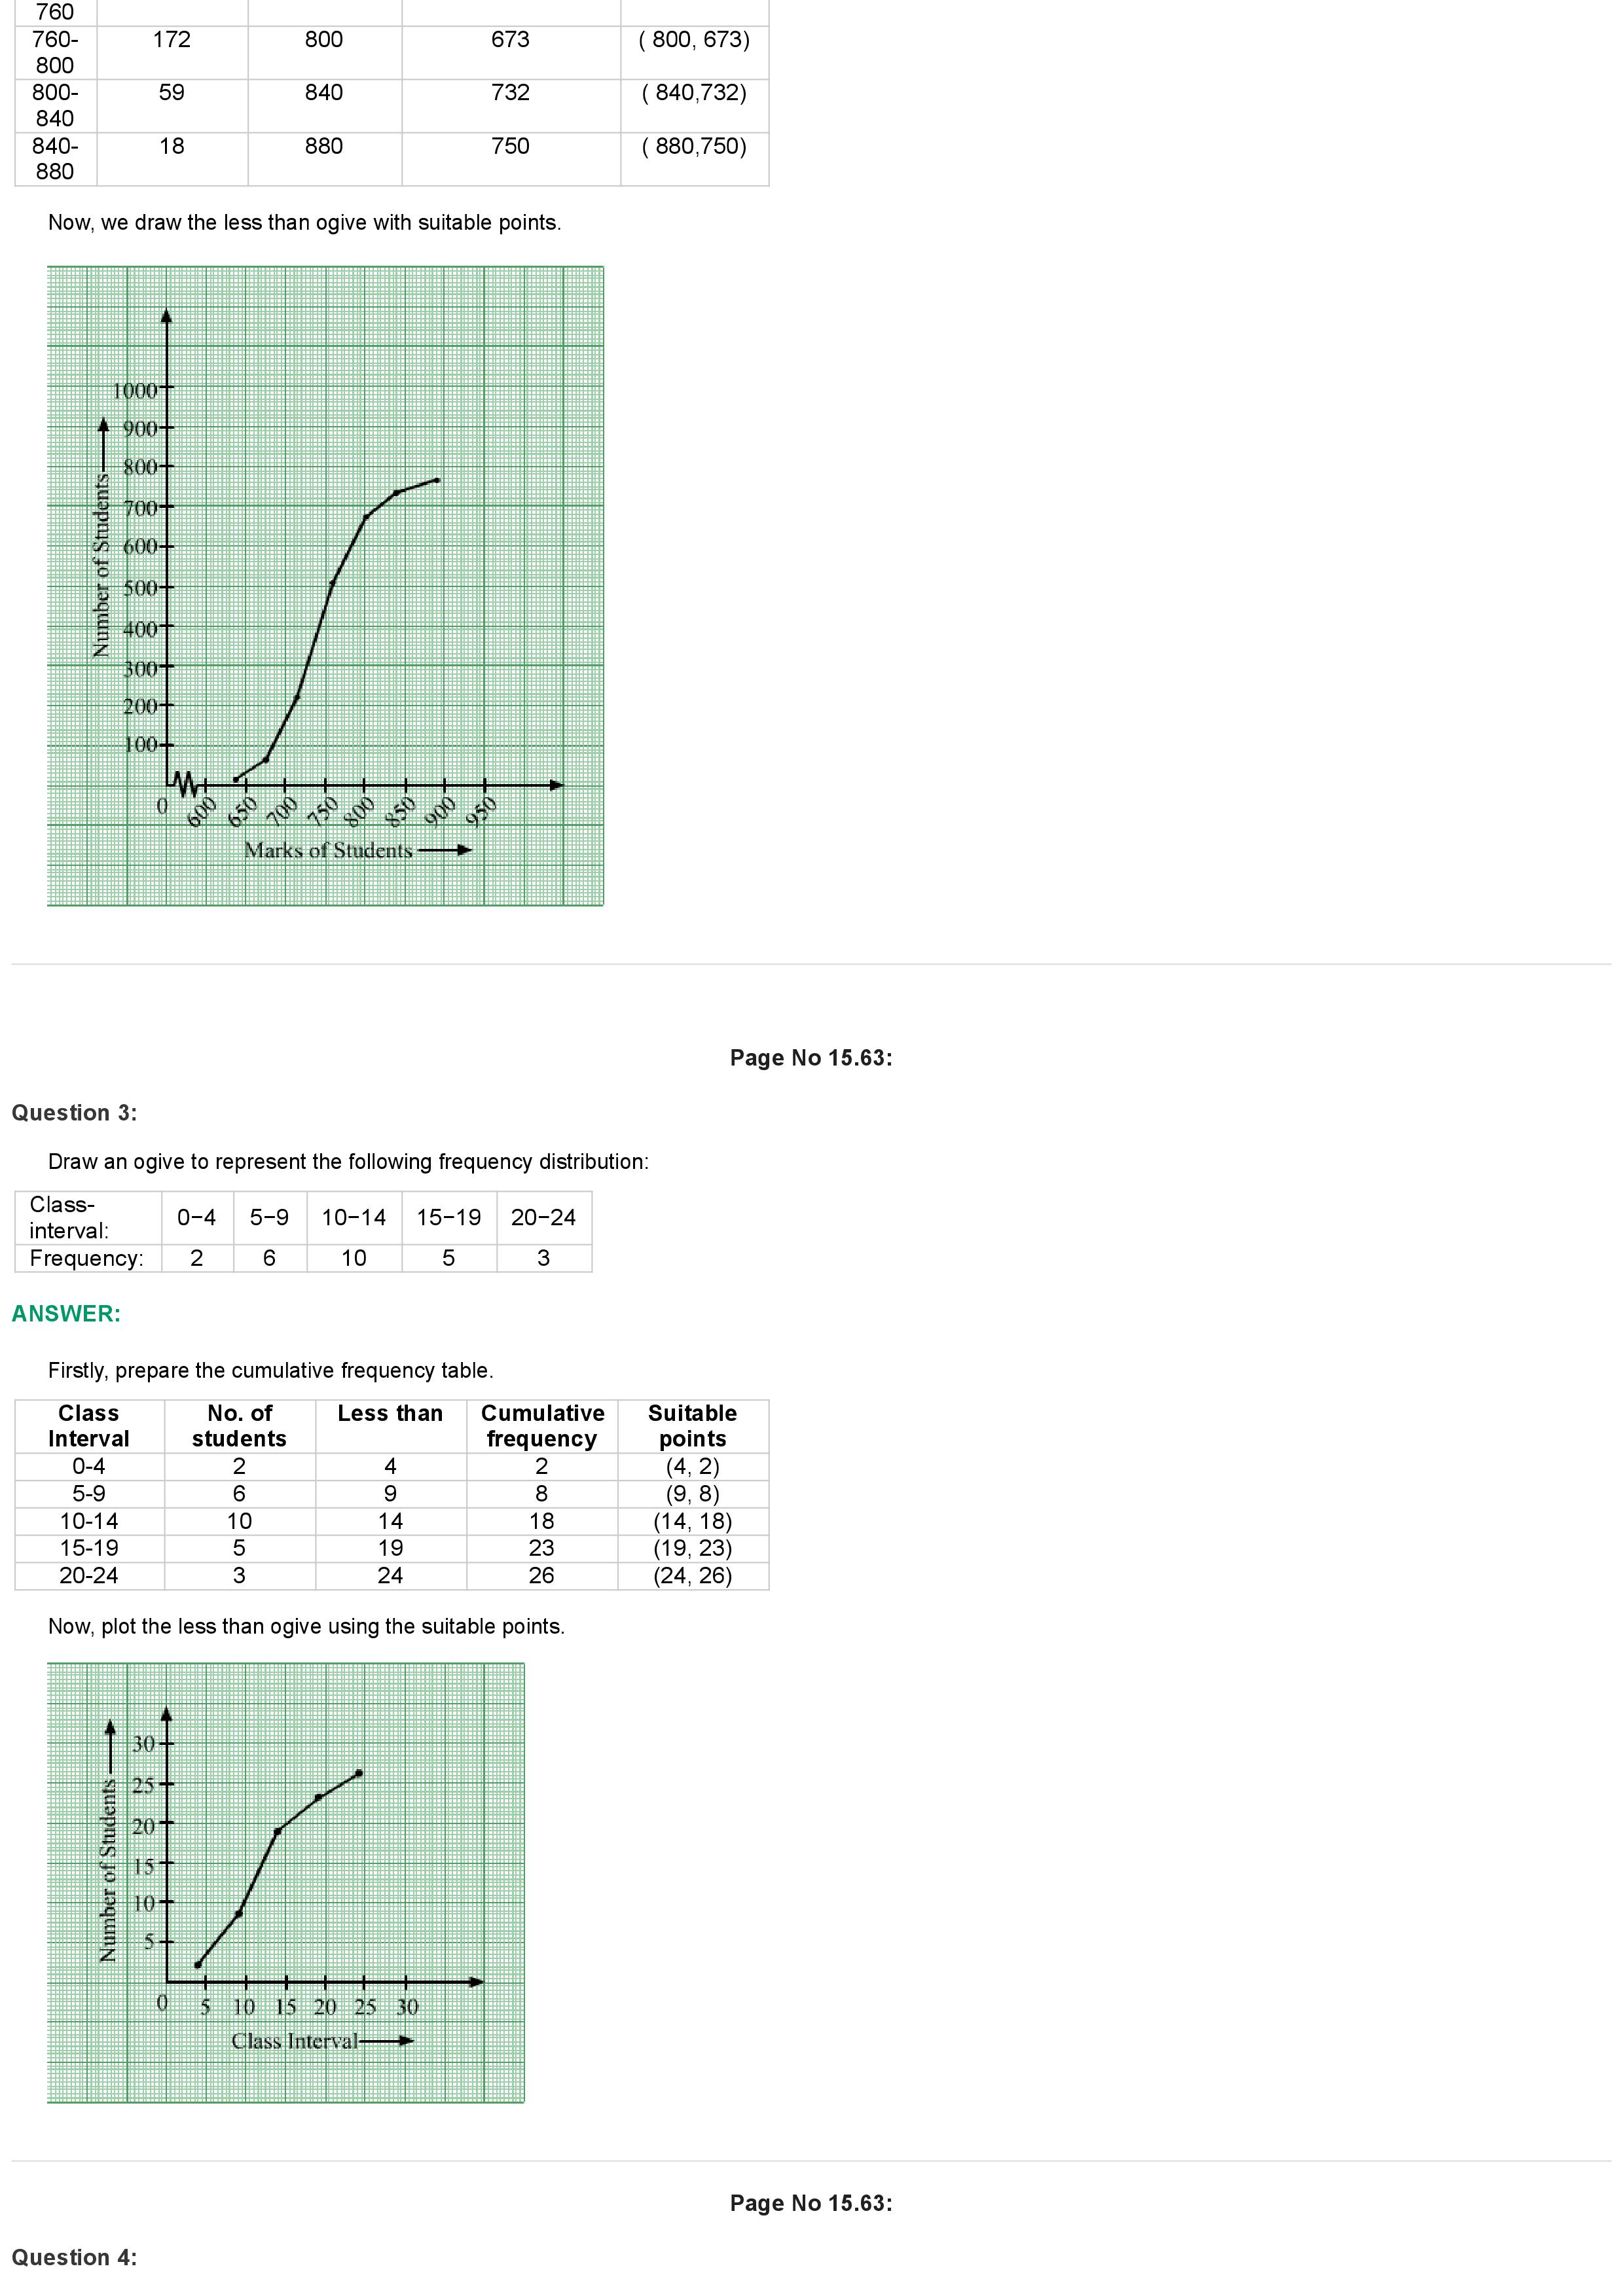 760
760- 172 800 673 ( 800, 673)
800
800- 59 840 732 ( 840,732)
840
840- 18 880 750 ( 880,750)
880
Now, we draw the less than ogive with suitable points.
1000
900
800
700
600
500
400
300
200
100
Number of Students
0 600 650 700 750 800 850 900 950
Marks of Students
Page No 15.63:
Question 3:
Draw an ogive to represent the following frequency distribution:
Class-
interval: 0−4 5−9 10−14 15−19 20−24
Frequency: 2 6 10 5 3
ANSWER:
Firstly, prepare the cumulative frequency table.
Class No. of Less than Cumulative Suitable
Interval students frequency points
0-4 2 4 2 (4, 2)
5-9 6 9 8 (9, 8)
10-14 10 14 18 (14, 18)
15-19 5 19 23 (19, 23)
20-24 3 24 26 (24, 26)
Now, plot the less than ogive using the suitable points.
30
25
20
15
10
5
Number of Students
0 5 10 15 20 25 30
Class Interval
Page No 15.63:
Question 4: